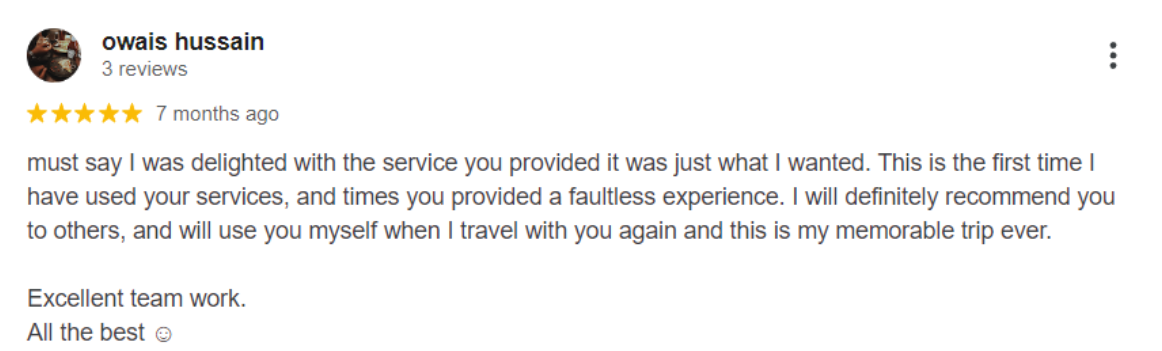 owais hussain
3 reviews
7 months ago
must say I was delighted with the service you provided it was just what I wanted. This is the first time I
have used your services, and times you provided a faultless experience. I will definitely recommend you
to others, and will use you myself when I travel with you again and this is my memorable trip ever.
Excellent team work.
All the best ☺